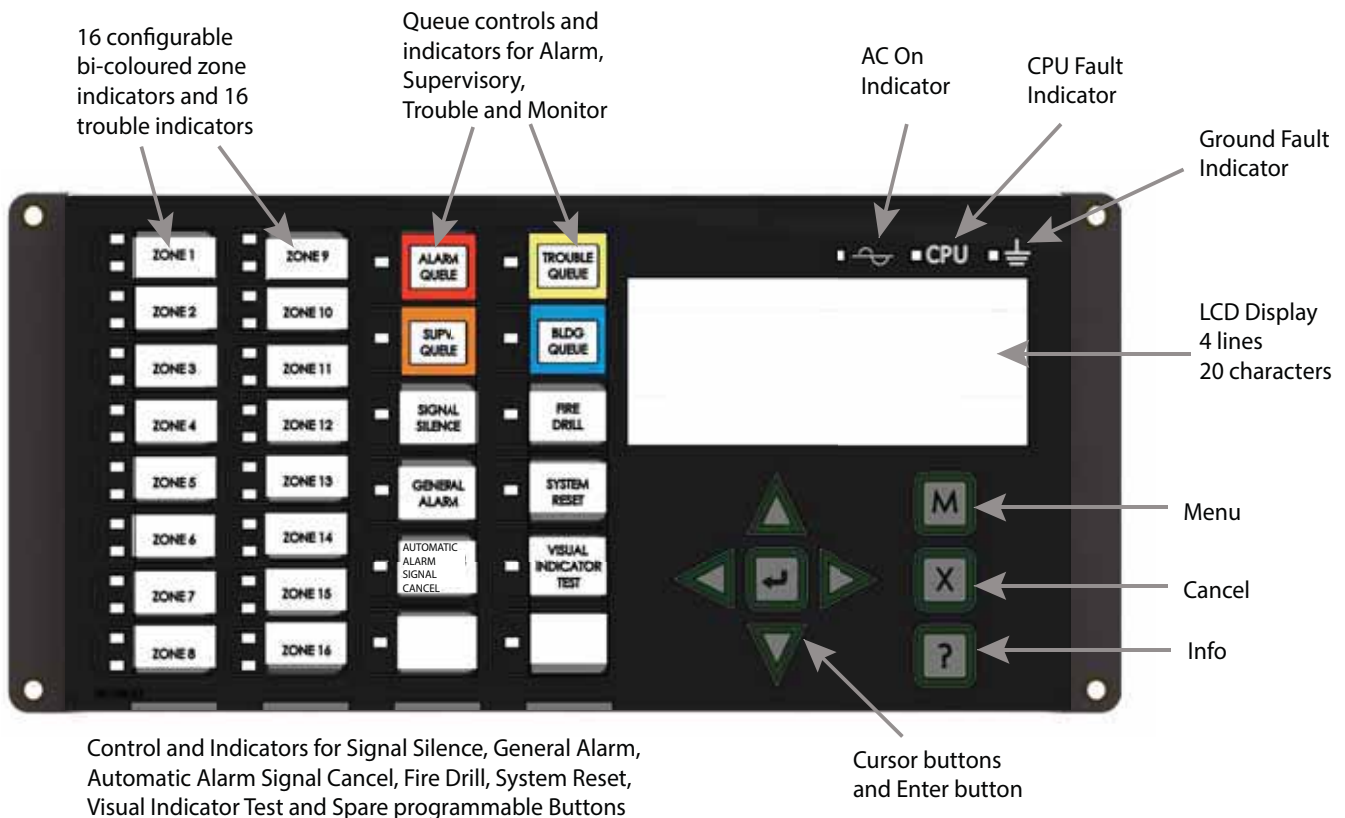 16 configurable
bi-coloured zone
indicators and 16
trouble indicators
Queue controls and
indicators for Alarm,
Supervisory,
Trouble and Monitor
AC On
Indicator
CPU Fault
Indicator
Ground Fault
Indicator
ZONE 1
ZONE 2
ZONE 3
ZONE 4
ZONE 5
ZONE 6
ZONE 7
ZONE 8
ZONE 9
ZONE 10
ZONE 11
ZONE 12
ZONE 13
ZONE 14
ZONE 15
ZONE 16
ALARM
QUEUE
SUPV.
QUEUE
SIGNAL
SILENCE
GENERAL
ALARM
AUTOMATIC
ALARM
SIGNAL
CANCEL
TROUBLE
QUEUE
BLDG
QUEUE
FIRE
DRILL
SYSTEM
RESET
VISUAL
INDICATOR
TEST
CPU
LCD Display
4 lines
20 characters
M
X
?
Menu
Cancel
Info
Cursor buttons
and Enter button
Control and Indicators for Signal Silence, General Alarm,
Automatic Alarm Signal Cancel, Fire Drill, System Reset,
Visual Indicator Test and Spare programmable Buttons